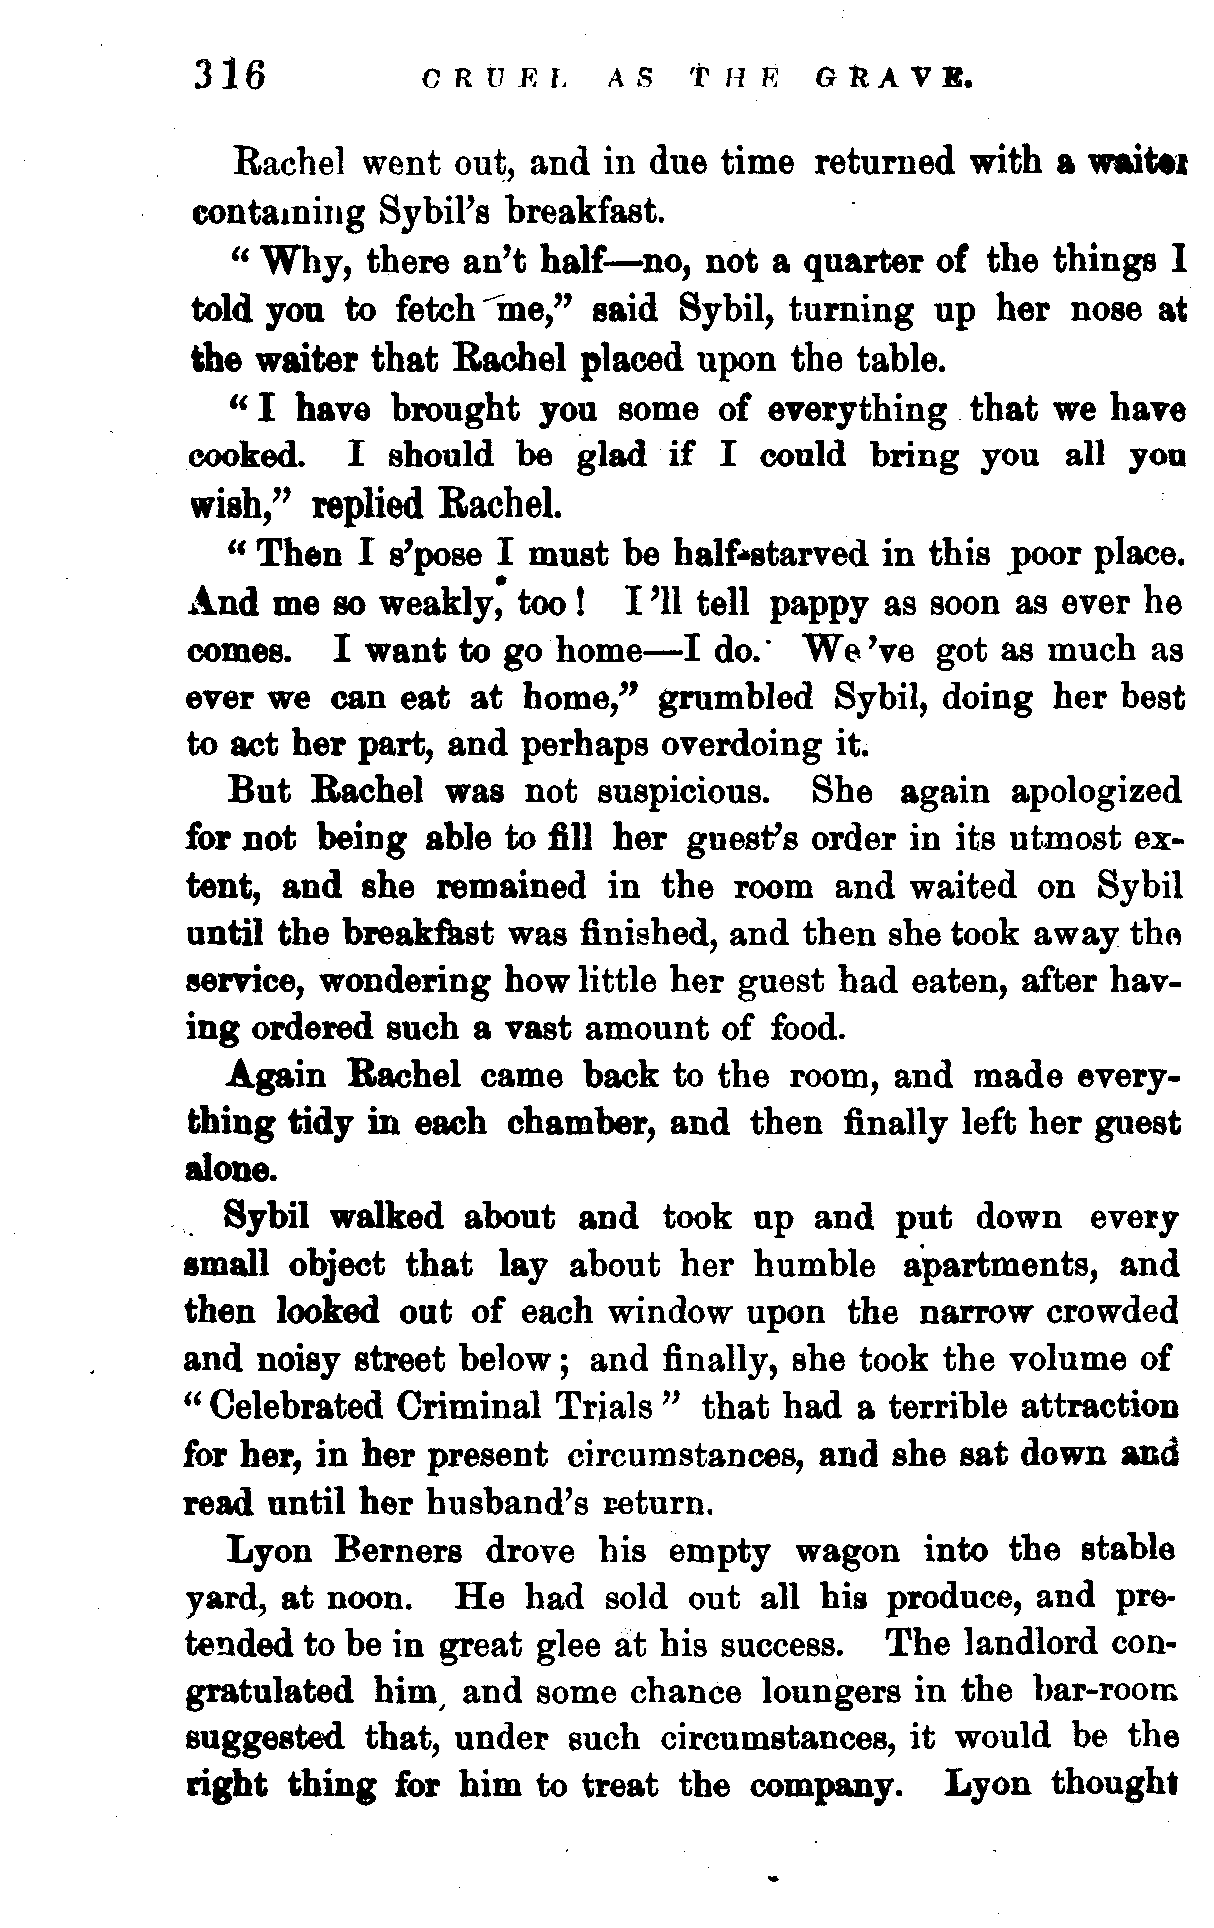 316 CRUEL AS THE GRAVE.
Rachel went out, and in due time returned with a waiter
containing Sybil's breakfast.
"Why, there an't half—no, not a quarter of the things I
told you to fetch me," said Sybil, turning up her nose at
the waiter that Rachel placed upon the table.
"I have brought you some of everything that we have
cooked. I should be glad if I could bring you all you
wish," replied Rachel.
"Then I s'pose I must be half-starved in this poor place.
And me so weakly, too! I'll tell pappy as soon as ever he
comes. I want to go home—I do. We've got as much as
ever we can eat at home," grumbled Sybil, doing her best
to act her part, and perhaps overdoing it.
But Rachel was not suspicious. She again apologized
for not being able to fill her guest's order in its utmost ex-
tent, and she remained in the room and waited on Sybil
until the breakfast was finished, and then she took away the
service, wondering how little her guest had eaten, after hav-
ing ordered such a vast amount of food.
Again Rachel came back to the room, and made every-
thing tidy in each chamber, and then finally left her guest
alone.
Sybil walked about and took up and put down every
small object that lay about her humble apartments, and
then looked out of each window upon the narrow crowded
and noisy street below; and finally, she took the volume of
"Celebrated Criminal Trials" that had a terrible attraction
for her, in her present circumstances, and she sat down and
read until her husband's return.
Lyon Berners drove his empty wagon into the stable
yard, at noon. He had sold out all his produce, and pre-
tended to be in great glee at his success. The landlord con-
gratulated him, and some chance loungers in the bar-room
suggested that, under such circumstances, it would be the
right thing for him to treat the company. Lyon thought